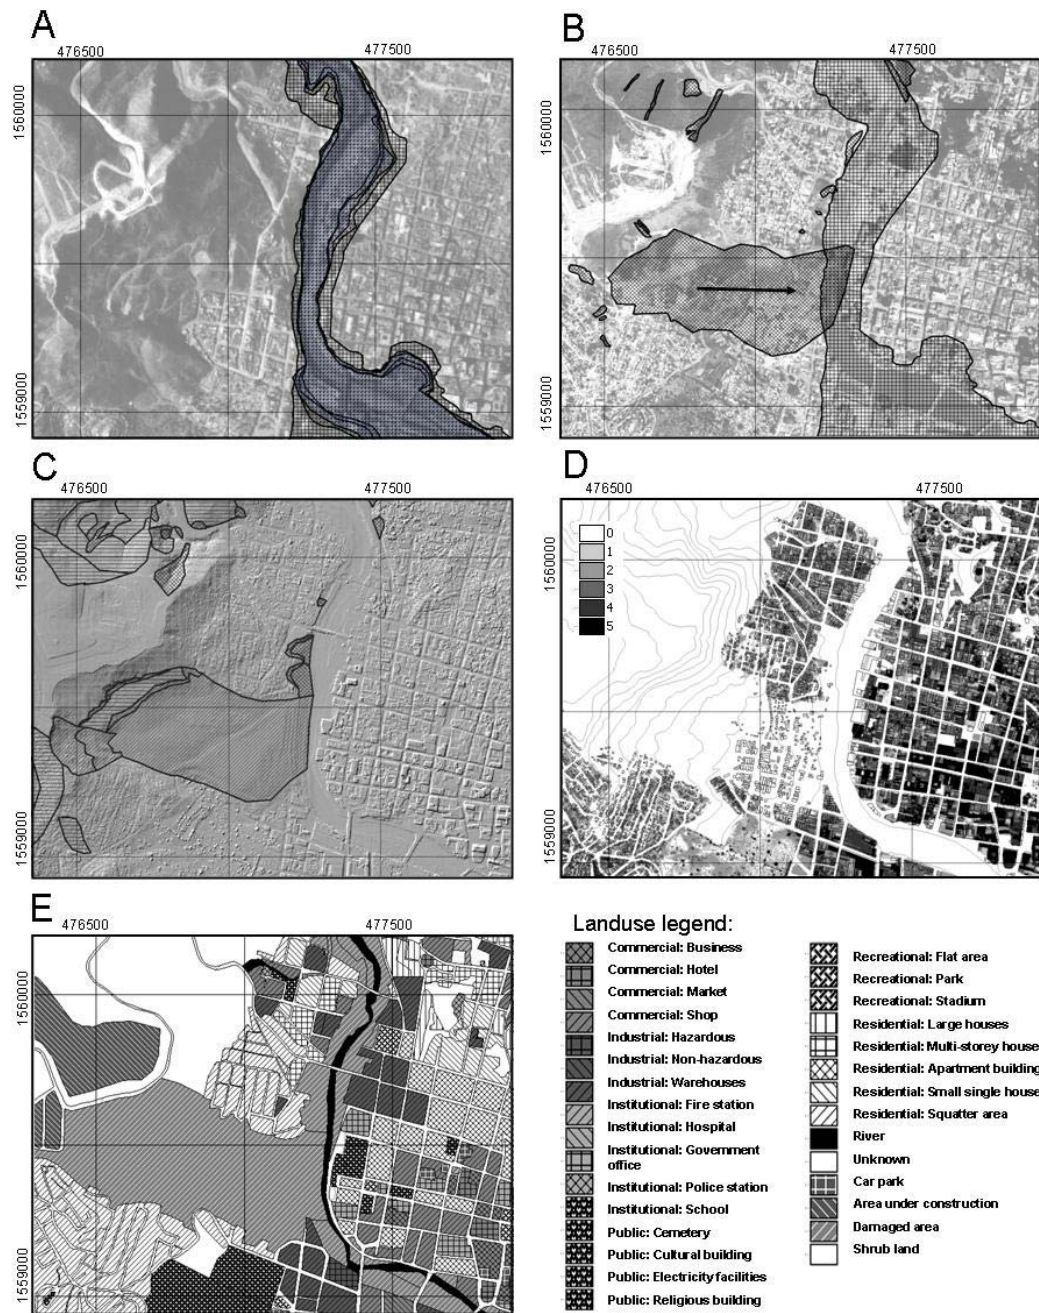 A
476500 477500
1560000
1559000
B
476500 477500
1560000
1559000
C
476500 477500
1560000
1559000
D
476500 477500
1560000
1559000
0
1
2
3
4
5
E
476500 477500
1560000
1559000
Landuse legend:
Commercial: Business
Commercial: Hotel
Commercial: Market
Commercial: Shop
Industrial: Hazardous
Industrial: Non-hazardous
Industrial: Warehouses
Institutional: Fire station
Institutional: Hospital
Institutional: Government
office
Institutional: Police station
Institutional: School
Public: Cemetery
Public: Cultural building
Public: Electricity facilities
Public: Religious building
Recreational: Flat area
Recreational: Park
Recreational: Stadium
Residential: Large houses
Residential: Multi-storey house
Residential: Apartment building
Residential: Small single house
Residential: Squatter area
River
Unknown
Car park
Area under construction
Damaged area
Shrub land